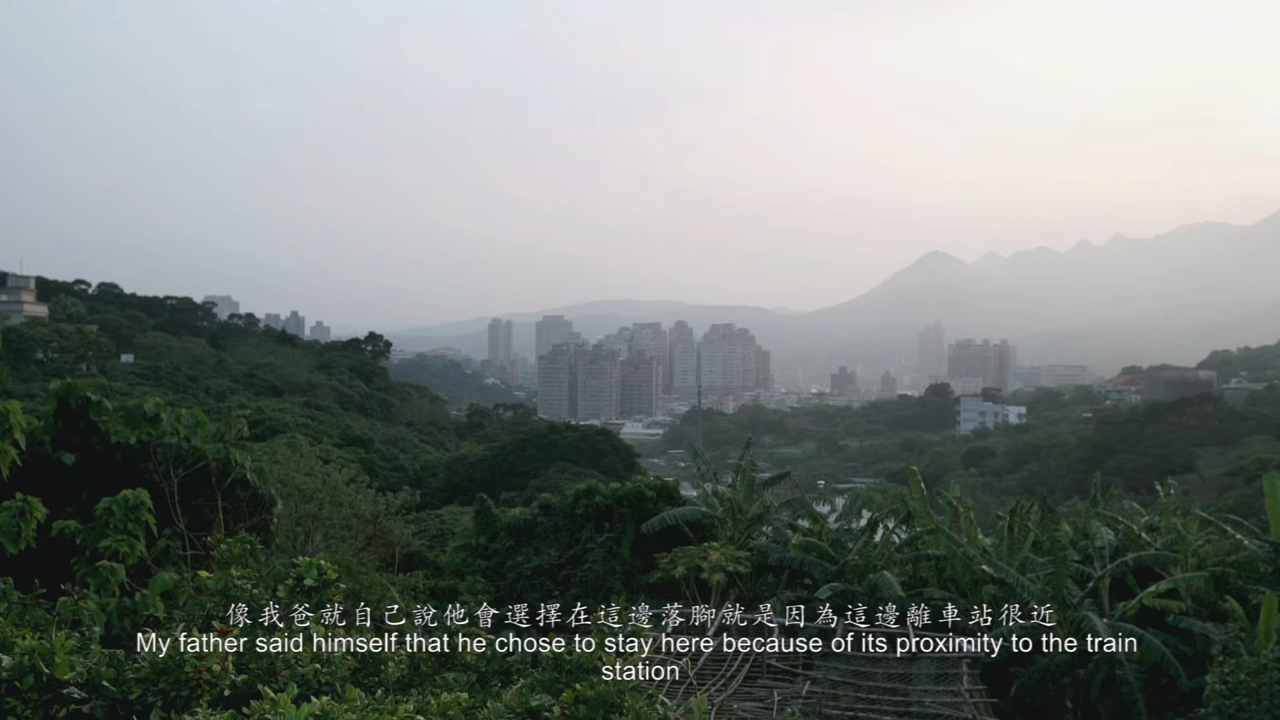 像我爸就自己說他會選擇在這邊落腳就是因為這邊離車站很近
My father said himself that he chose to stay here because of its proximity to the train
station